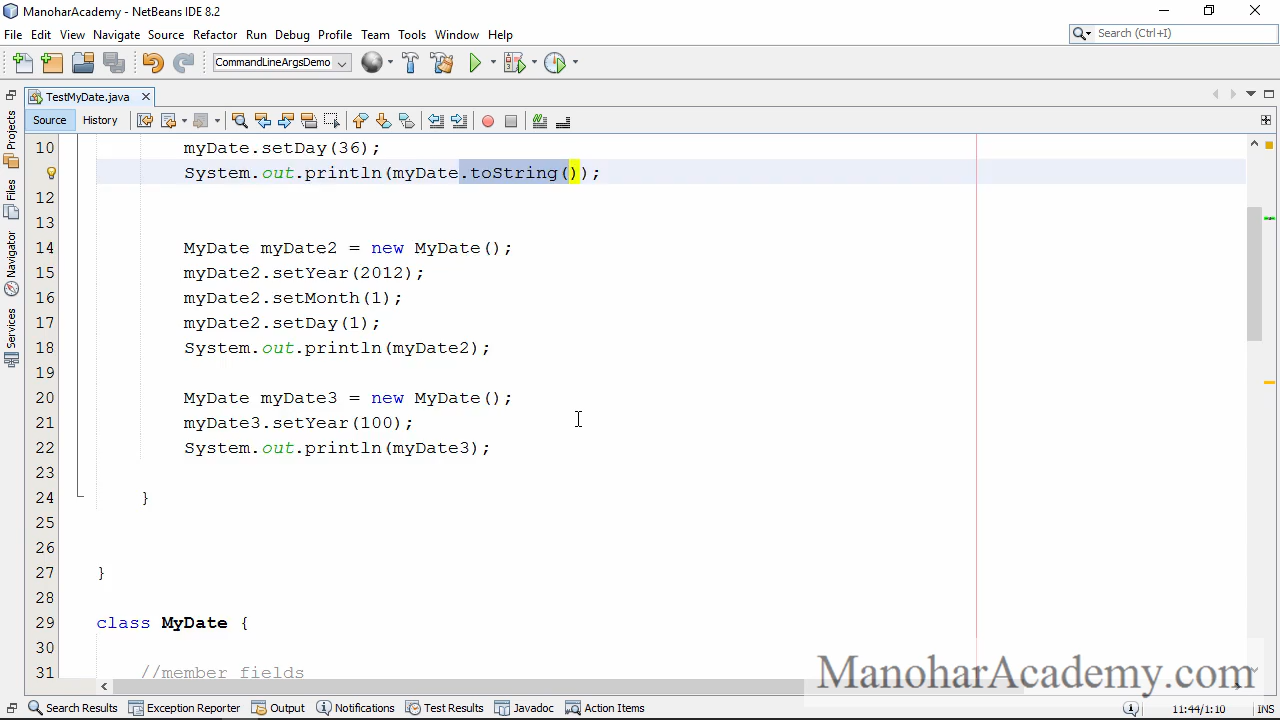 ManoharAcademy - NetBeans IDE 8.2
File Edit View Navigate Source Refactor Run Debug Profile Team Tools Window Help
Search (Ctrl+I)
CommandLineArgsDemo
TestMyDate.java
Source History
Projects
Files
Navigator
Services
10 myDate.setDay(36);
System.out.println(myDate.toString());
12
13
14 MyDate myDate2 = new MyDate();
15 myDate2.setYear(2012);
16 myDate2.setMonth(1);
17 myDate2.setDay(1);
18 System.out.println(myDate2);
19
20 MyDate myDate3 = new MyDate();
21 myDate3.setYear(100);
22 System.out.println(myDate3);
23
24 }
25
26
27 }
28
29 class MyDate {
30
31 //member fields
ManoharAcademy.com
Search Results Exception Reporter Output Notifications Test Results Javadoc Action Items
11:44/1:10 INS